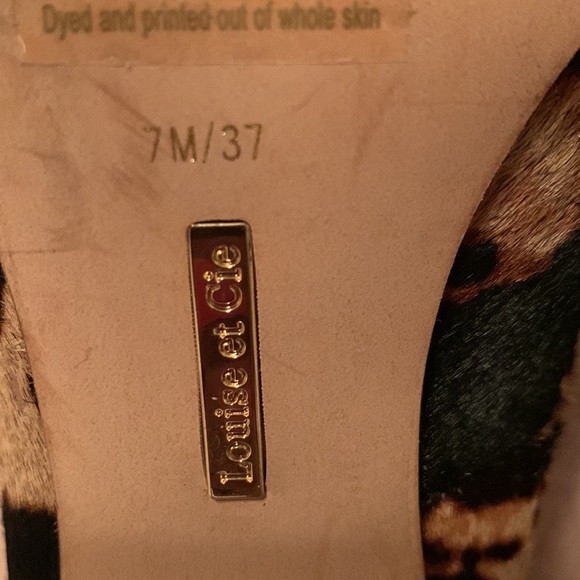 Dyed and printed out of whole skin
7M/37
Louise et Cie